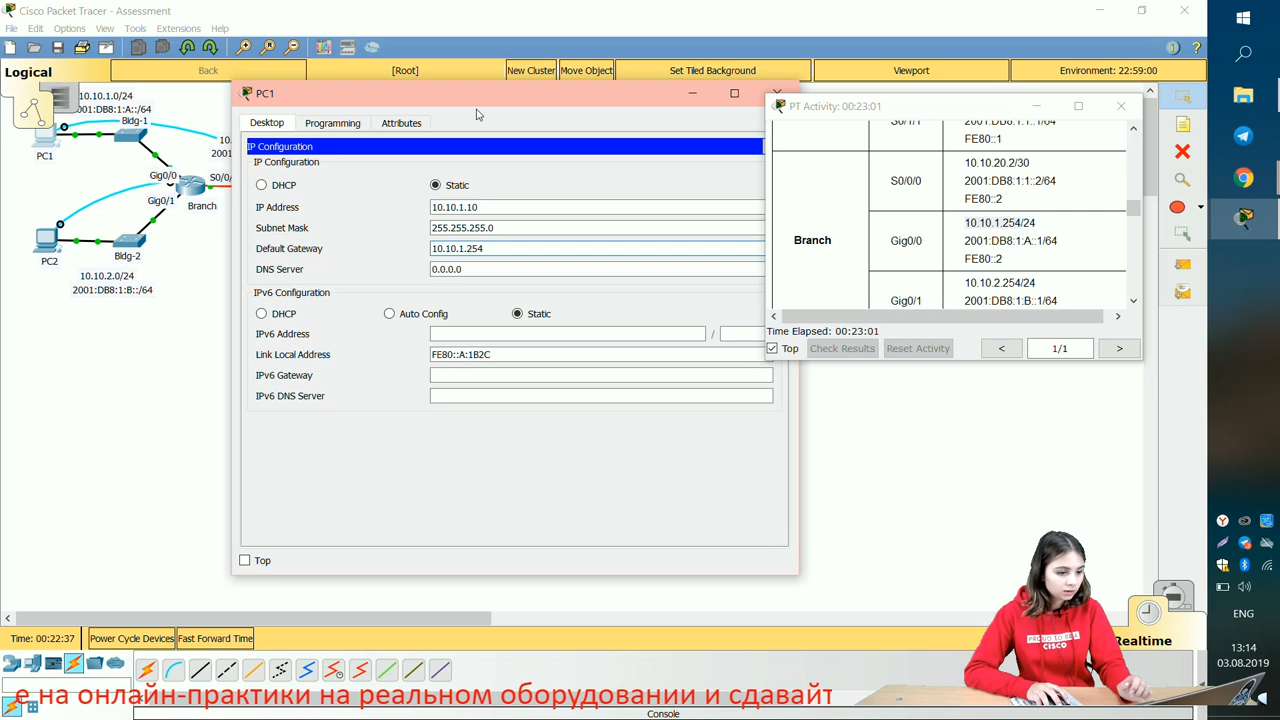 Cisco Packet Tracer - Assessment
File Edit Options View Tools Extensions Help
Logical
Back
[Root]
New Cluster
Move Object
Set Tiled Background
Viewport
Environment: 22:59:00
10.10.1.0/24
2001:DB8:1:A::/64
Bldg-1
PC1
10.
2001
Gig0/0
S0/0/
Gig0/1
Branch
PC2
Bldg-2
10.10.2.0/24
2001:DB8:1:B::/64
PC1
Desktop Programming Attributes
IP Configuration
IP Configuration
DHCP Static
IP Address 10.10.1.10
Subnet Mask 255.255.255.0
Default Gateway 10.10.1.254
DNS Server 0.0.0.0
IPv6 Configuration
DHCP Auto Config Static
IPv6 Address /
Link Local Address FE80::A:1B2C
IPv6 Gateway
IPv6 DNS Server
Top
PT Activity: 00:23:01
S0/1/1
2001:DB8:1:1::1/64
FE80::1
Branch
S0/0/0
10.10.20.2/30
2001:DB8:1:1::2/64
FE80::2
Gig0/0
10.10.1.254/24
2001:DB8:1:A::1/64
FE80::2
Gig0/1
10.10.2.254/24
2001:DB8:1:B::1/64
Time Elapsed: 00:23:01
Top Check Results Reset Activity < 1/1 >
Time: 00:22:37 Power Cycle Devices Fast Forward Time
Realtime
PROUD TO BE A
CISCO
ENG
13:14
03.08.2019
е на онлайн-практики на реальном оборудовании и сдавайт
Console